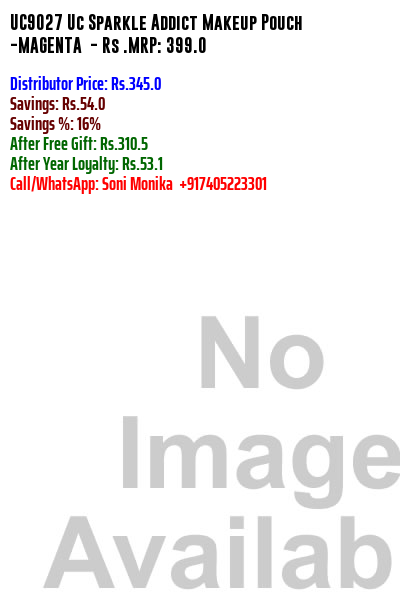 UC9027 Uc Sparkle Addict Makeup Pouch
-MAGENTA - Rs .MRP: 399.0
Distributor Price: Rs.345.0
Savings: Rs.54.0
Savings %: 16%
After Free Gift: Rs.310.5
After Year Loyalty: Rs.53.1
Call/WhatsApp: Soni Monika +917405223301
No
Image
Availab